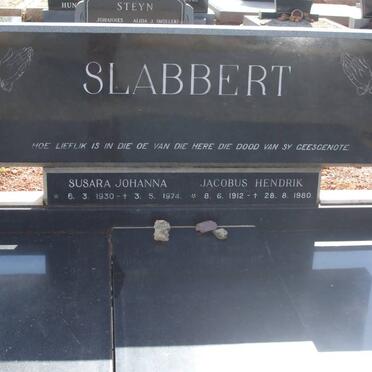 STEYN
SLABBERT
HOE LIEFLIK IS IN DIE OE VAN DIE HERE DIE DOOD VAN SY GEESGENOTE
SUSARA JOHANNA JACOBUS HENDRIK
* 6. 3. 1930 - † 3. 5. 1974. * 8. 6. 1912 - † 28. 8. 1980